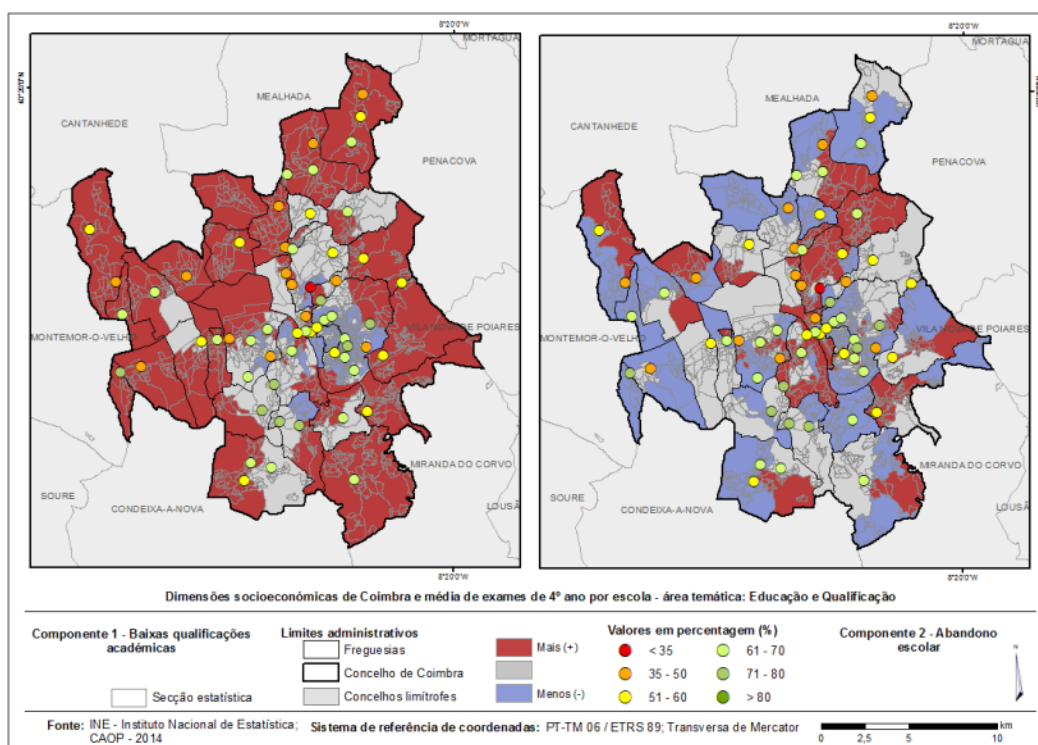 8°20'0"W
8°20'0"W
MORTAGUA
MORTAGUA
40°20'0"N
MEALHADA
MEALHADA
CANTANHEDE
CANTANHEDE
PENACOVA
PENACOVA
MONTEMOR-O-VELHO
VILA NOVA DE POIARES
MONTEMOR-O-VELHO
VILA NOVA DE POIARES
MIRANDA DO CORVO
MIRANDA DO CORVO
SOURE
SOURE
LOUSÃ
LOUSÃ
CONDEIXA-A-NOVA
CONDEIXA-A-NOVA
8°20'0"W
8°20'0"W
Dimensões socioeconómicas de Coimbra e média de exames de 4º ano por escola - área temática: Educação e Qualificação
Componente 1 - Baixas qualificações
académicas
Secção estatística
Limites administrativos
Freguesias
Concelho de Coimbra
Concelhos limítrofes
Mais (+)
Menos (-)
Valores em percentagem (%)
< 35
35 - 50
51 - 60
61 - 70
71 - 80
> 80
Componente 2 - Abandono
escolar
N
Fonte: INE - Instituto Nacional de Estatística;
CAOP - 2014
Sistema de referência de coordenadas: PT-TM 06 / ETRS 89; Transversa de Mercator
km
0 2,5 5 10